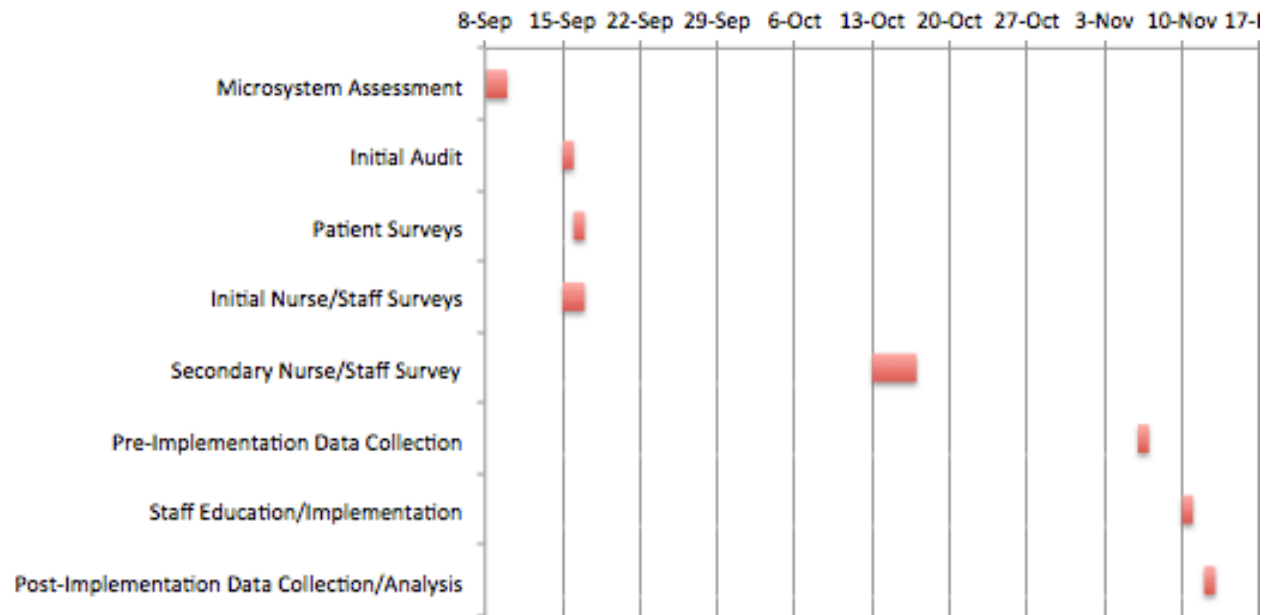 8-Sep 15-Sep 22-Sep 29-Sep 6-Oct 13-Oct 20-Oct 27-Oct 3-Nov 10-Nov 17-
Microsystem Assessment
Initial Audit
Patient Surveys
Initial Nurse/Staff Surveys
Secondary Nurse/Staff Survey
Pre-Implementation Data Collection
Staff Education/Implementation
Post-Implementation Data Collection/Analysis